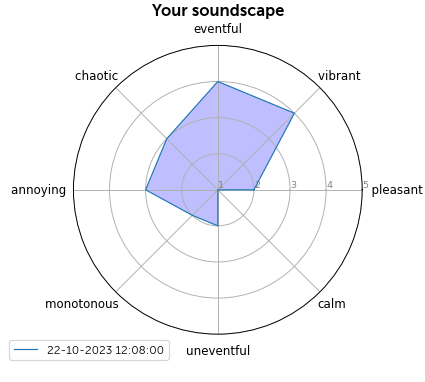 Your soundscape
eventful
chaotic
vibrant
annoying
1 2 3 4 5
pleasant
monotonous
calm
22-10-2023 12:08:00
uneventful